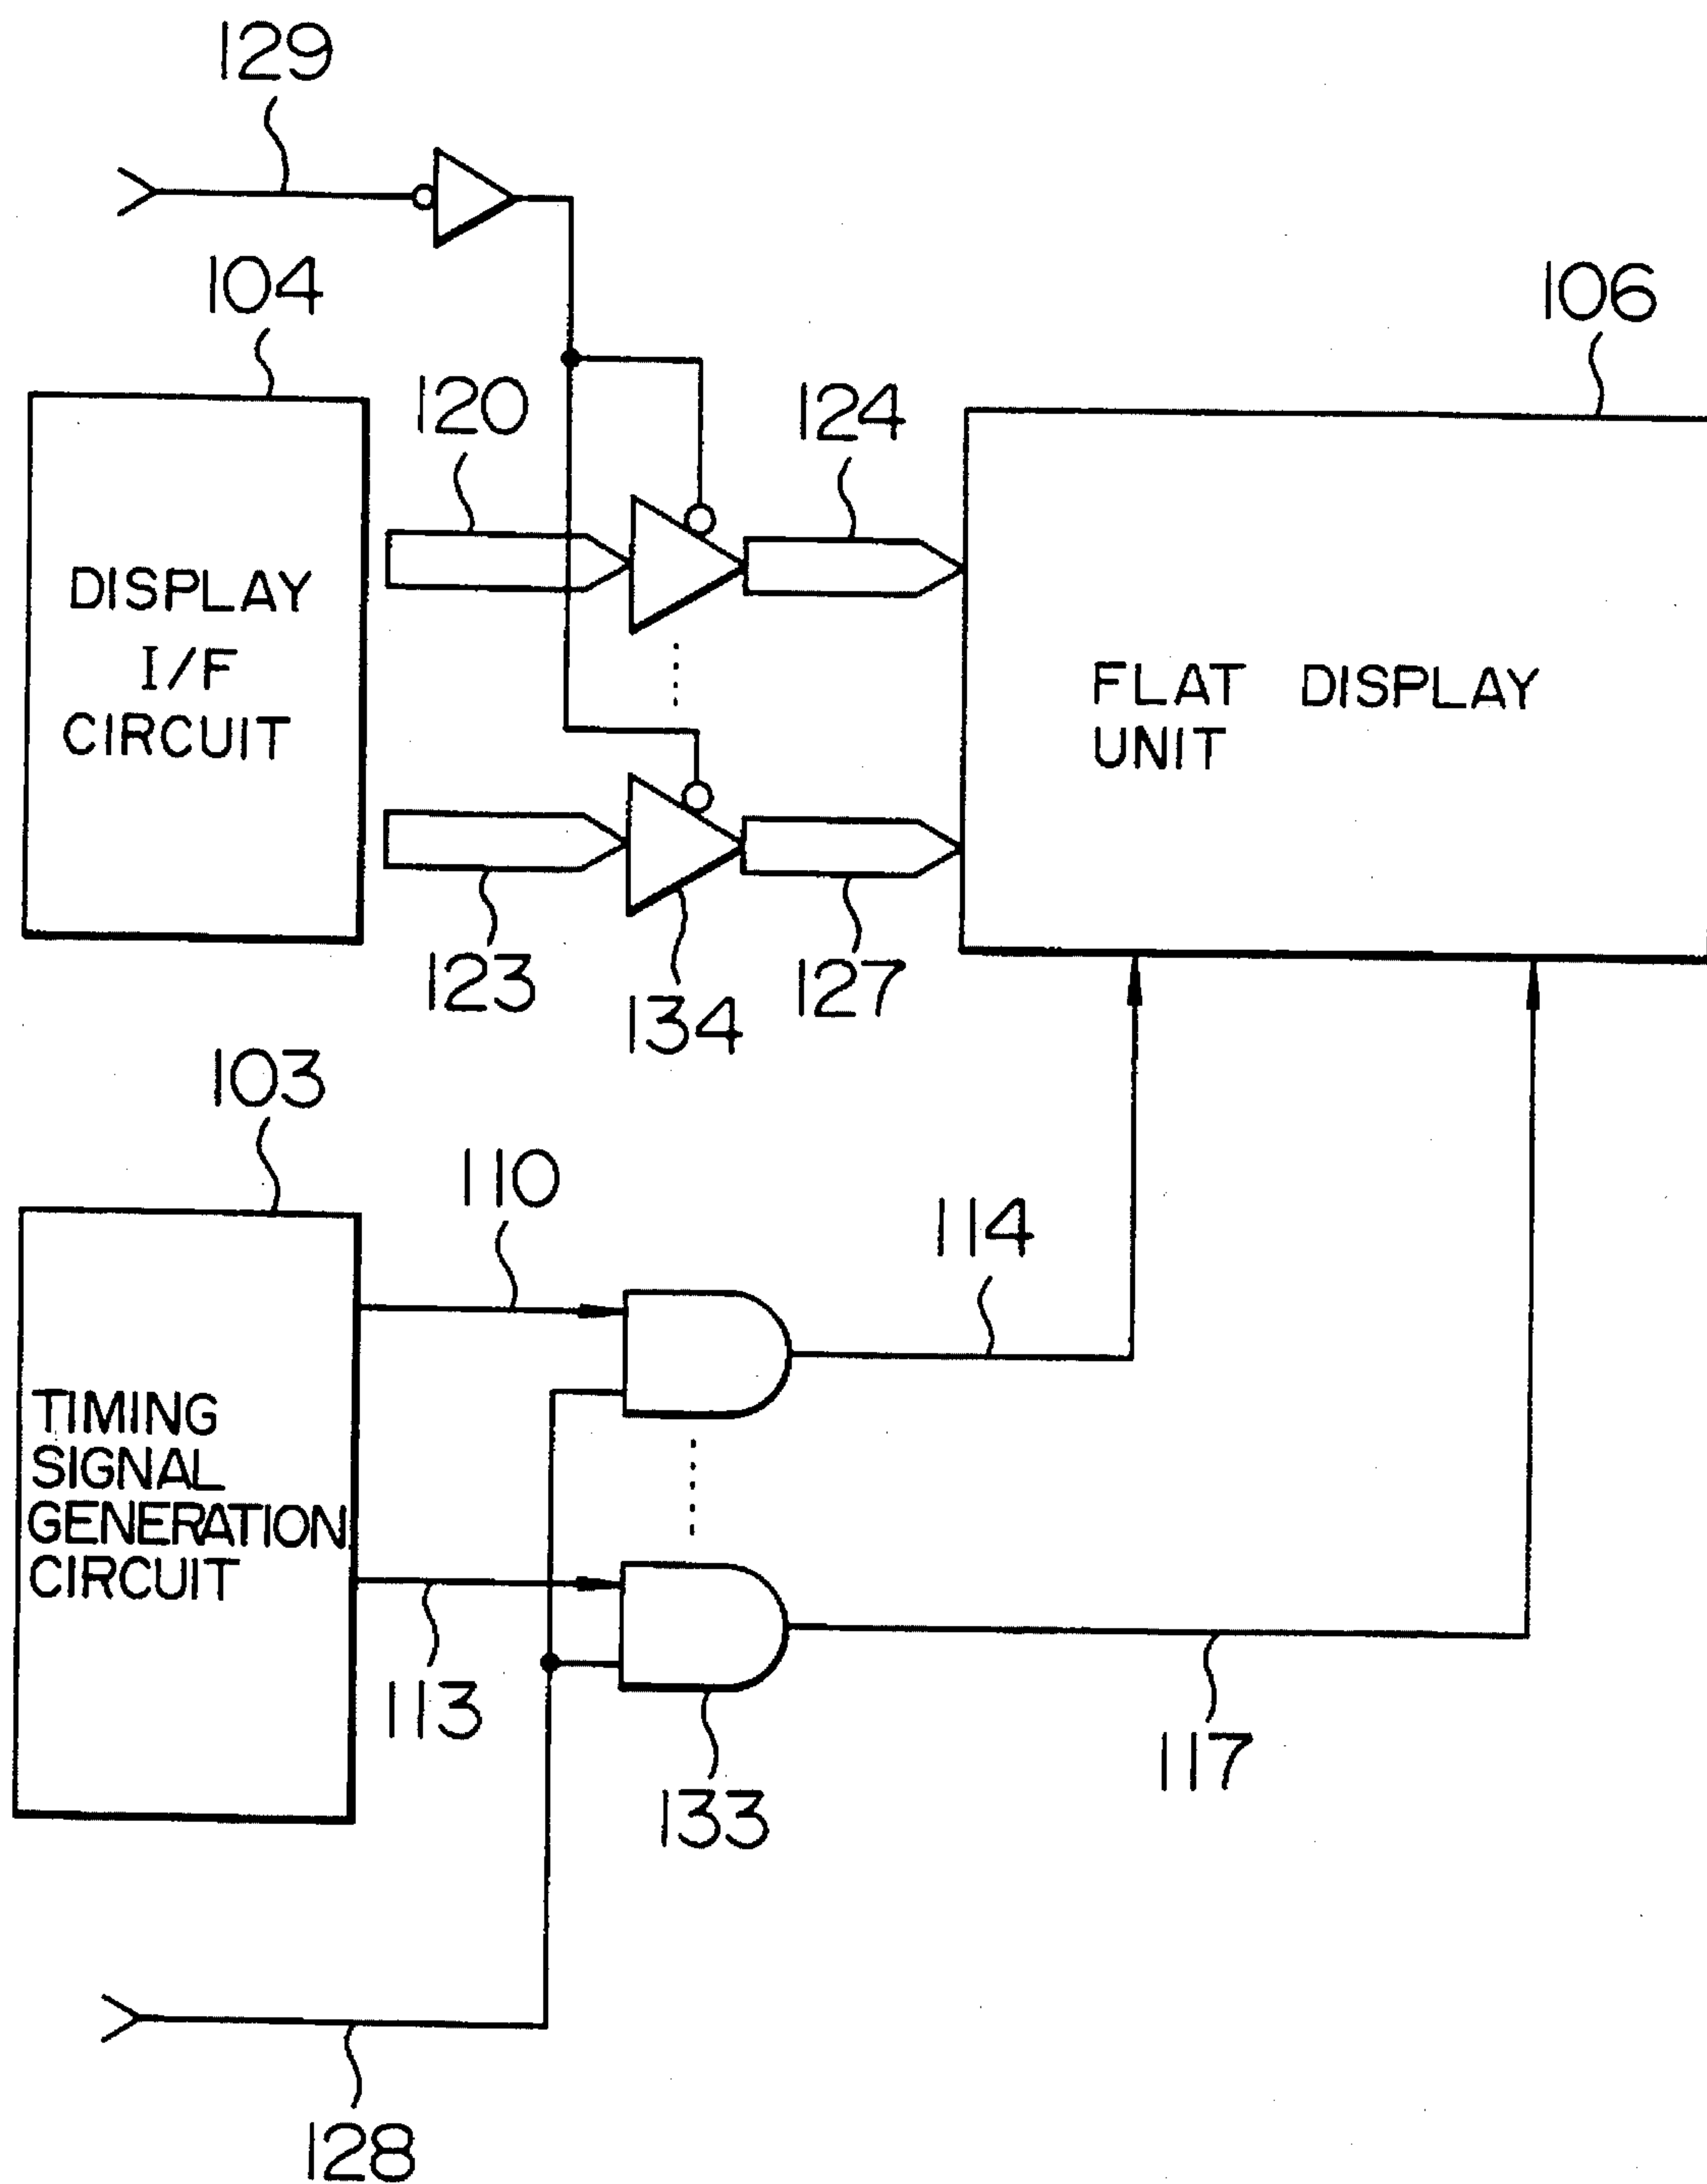 129
104
106
120
124
DISPLAY
I/F
CIRCUIT
FLAT DISPLAY
UNIT
123
134
127
103
110
114
TIMING
SIGNAL
GENERATION
CIRCUIT
113
133
117
128